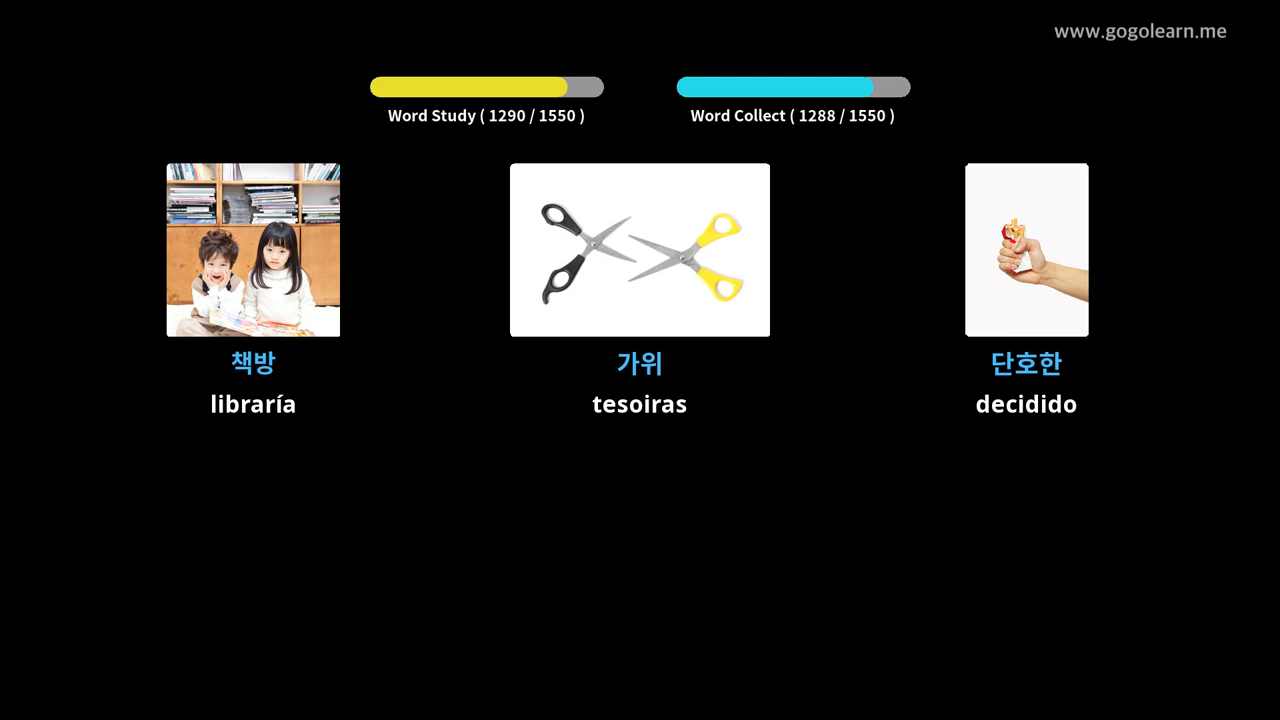 www.gogolearn.me
Word Study ( 1290 / 1550 )
Word Collect ( 1288 / 1550 )
책방
가위
단호한
libraría
tesoiras
decidido